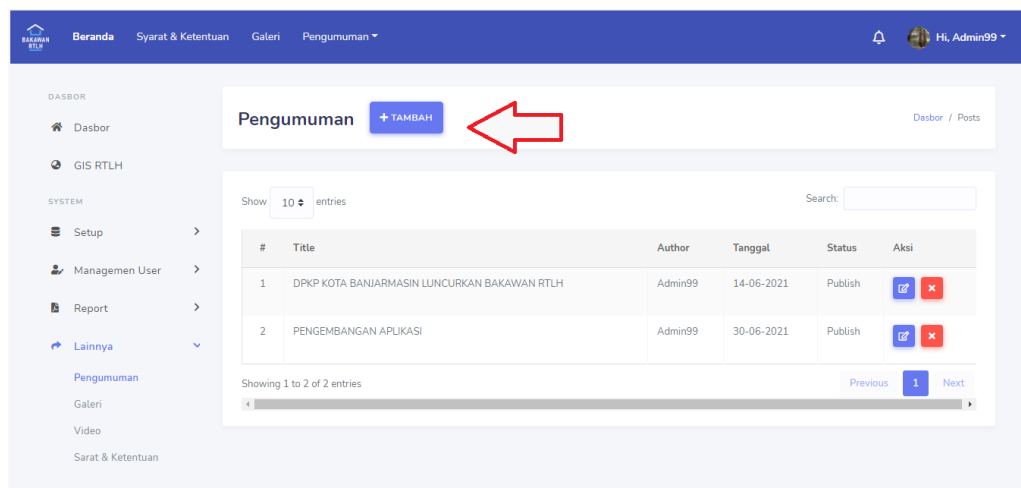 BAKAWAN
RTLH
Beranda Syarat & Ketentuan Galeri Pengumuman
Hi, Admin99
DASBOR
Dasbor
GIS RTLH
SYSTEM
Setup
Managemen User
Report
Lainnya
Pengumuman
Galeri
Video
Sarat & Ketentuan
Pengumuman
+ TAMBAH
Dasbor / Posts
Show 10 entries
Search:
# Title Author Tanggal Status Aksi
1 DPKP KOTA BANJARMASIN LUNCURKAN BAKAWAN RTLH Admin99 14-06-2021 Publish
2 PENGEMBANGAN APLIKASI Admin99 30-06-2021 Publish
Showing 1 to 2 of 2 entries
Previous 1 Next